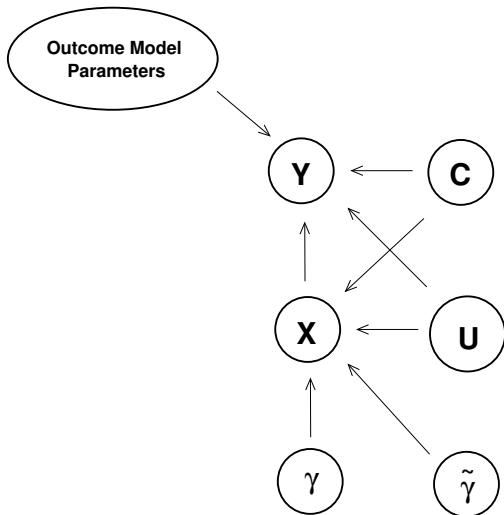 Outcome Model
Parameters
Y
C
X
U
γ
γ̃